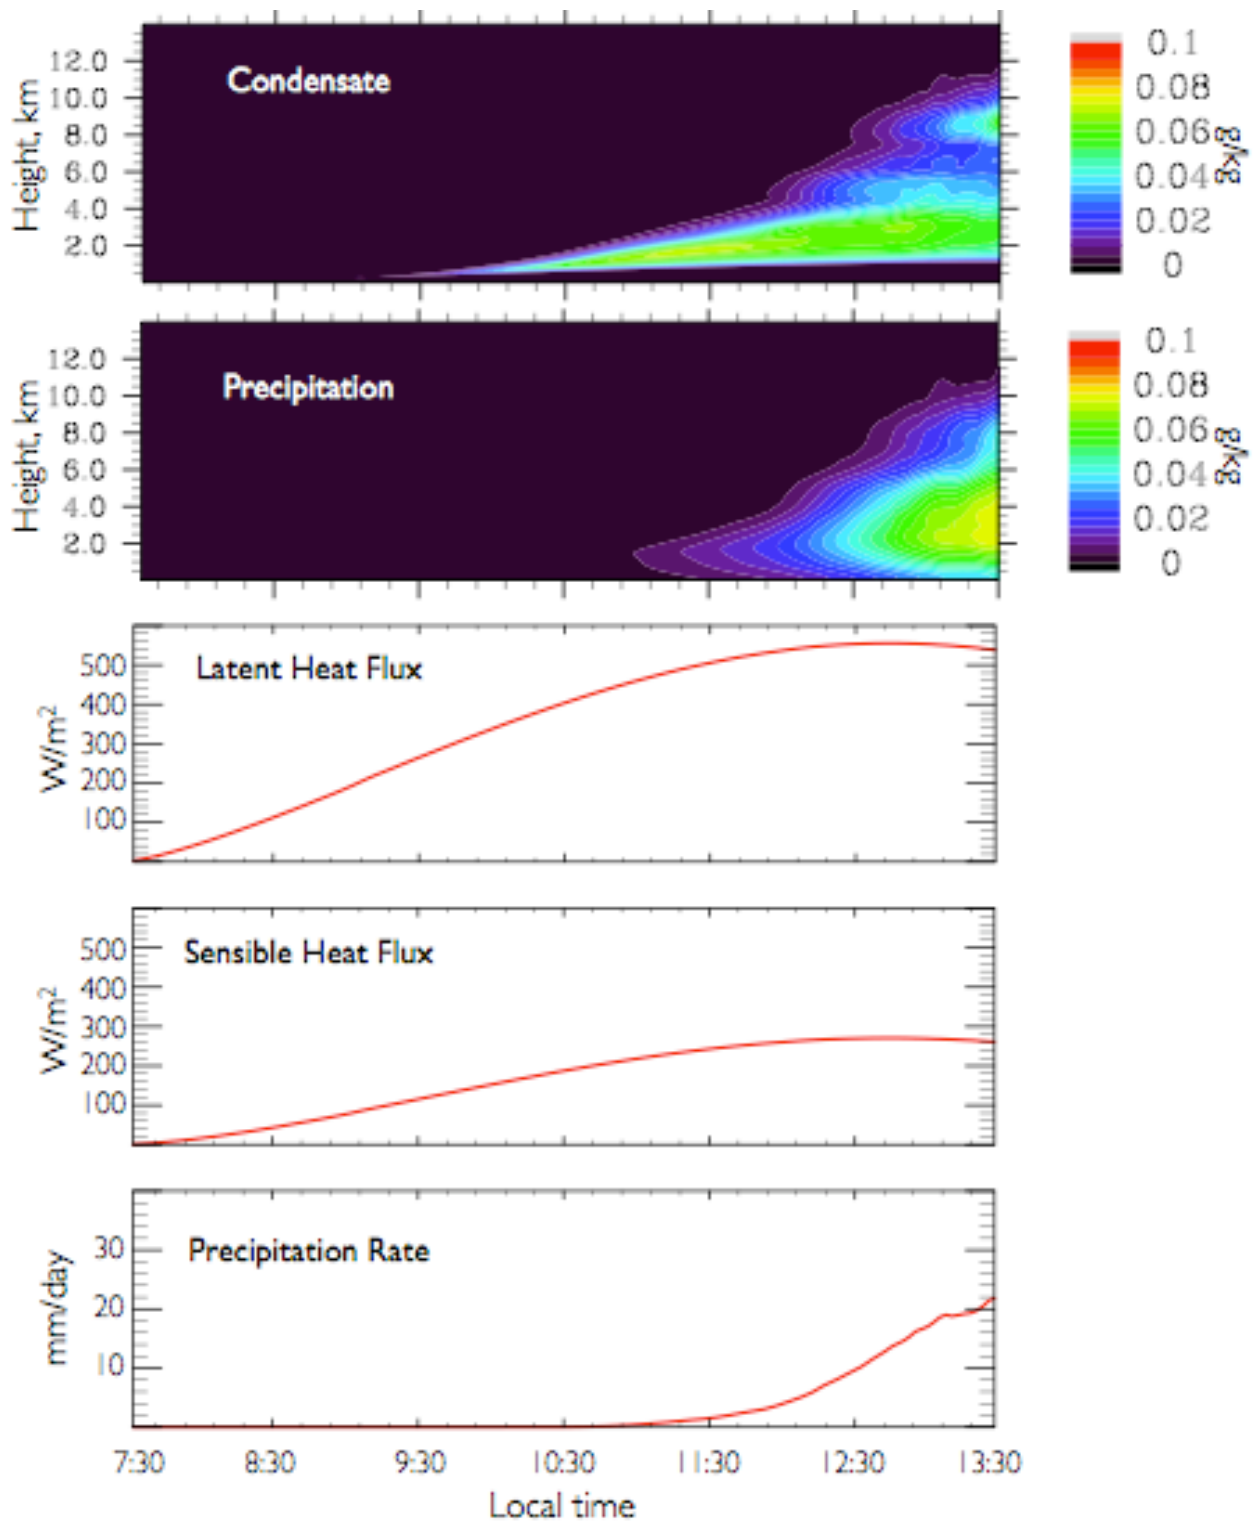 Condensate
Height, km
12.0
10.0
8.0
6.0
4.0
2.0
0.1
0.08
0.06
0.04
0.02
0
g/kg
Precipitation
Height, km
12.0
10.0
8.0
6.0
4.0
2.0
0.1
0.08
0.06
0.04
0.02
0
g/kg
Latent Heat Flux
W/m²
500
400
300
200
100
Sensible Heat Flux
W/m²
500
400
300
200
100
Precipitation Rate
mm/day
30
20
10
7:30 8:30 9:30 10:30 11:30 12:30 13:30
Local time